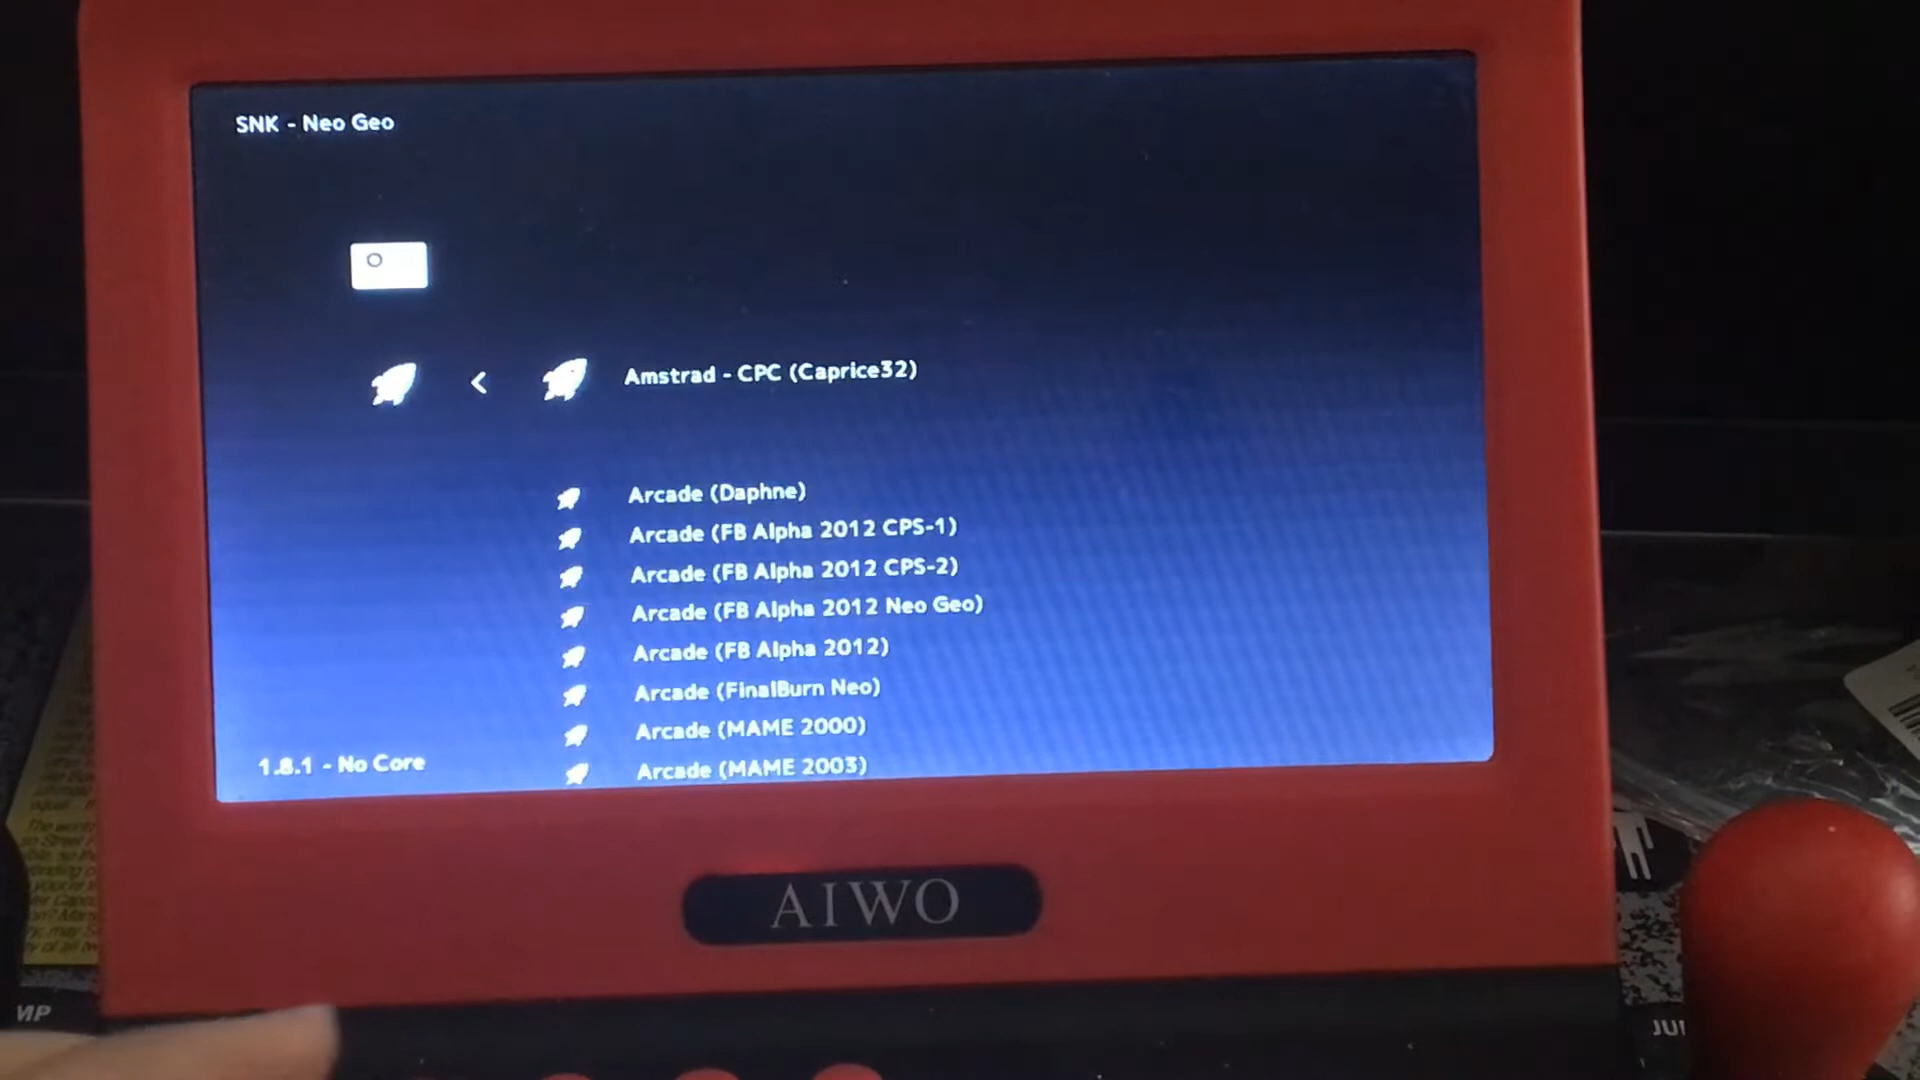 SNK - Neo Geo
Amstrad - CPC (Caprice32)
Arcade (Daphne)
Arcade (FB Alpha 2012 CPS-1)
Arcade (FB Alpha 2012 CPS-2)
Arcade (FB Alpha 2012 Neo Geo)
Arcade (FB Alpha 2012)
Arcade (FinalBurn Neo)
Arcade (MAME 2000)
Arcade (MAME 2003)
1.8.1 - No Core
AIWO